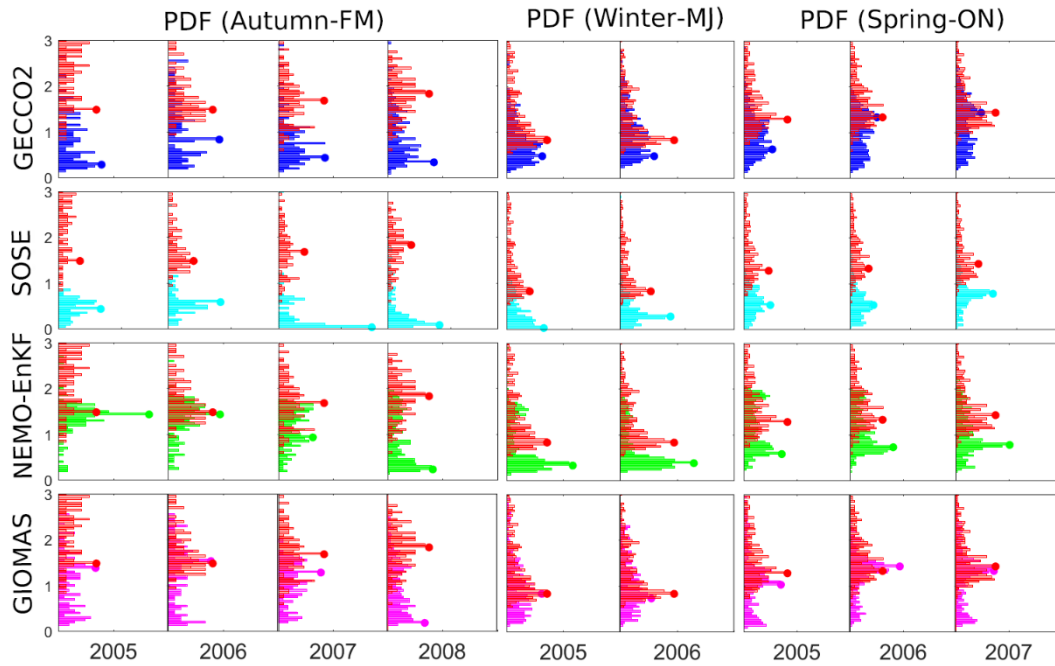 PDF (Autumn-FM) PDF (Winter-MJ) PDF (Spring-ON)
GECCO2
3
2
1
0
SOSE
3
2
1
0
NEMO-EnKF
3
2
1
0
GIOMAS
3
2
1
0
2005 2006 2007 2008 2005 2006 2005 2006 2007